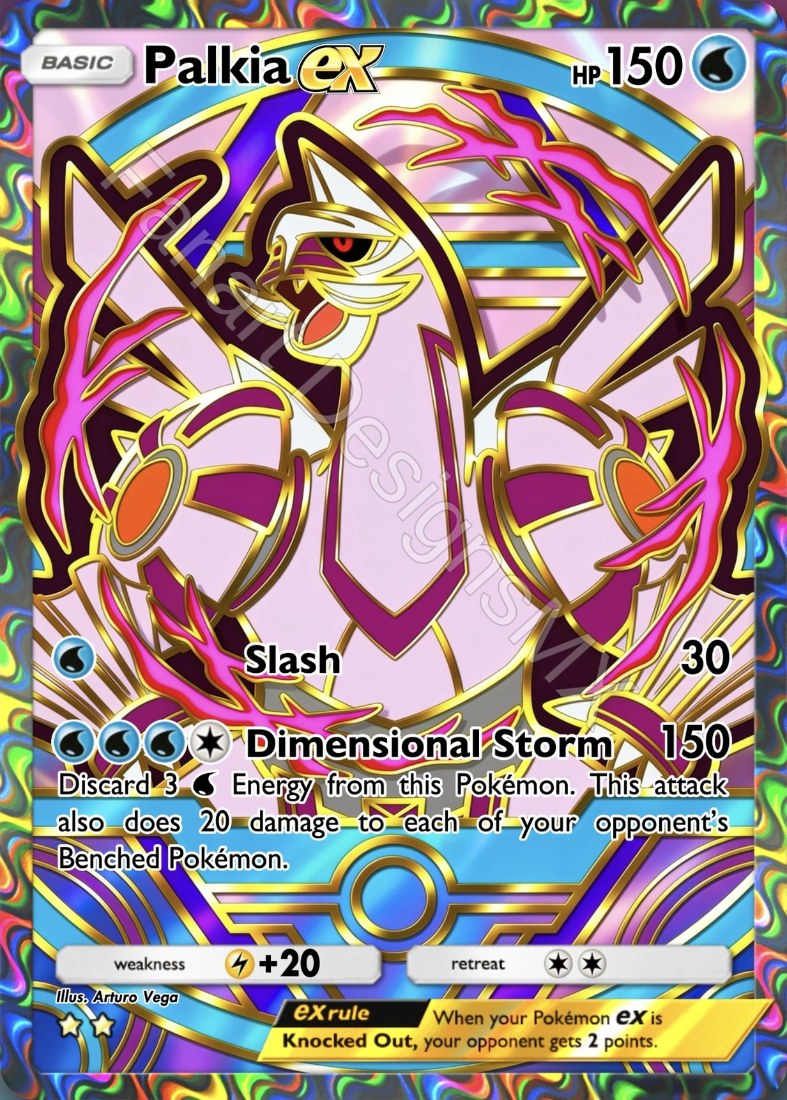 BASIC Palkia ex HP 150
Fanart DesignsMX
Slash 30
Dimensional Storm 150
Discard 3 Energy from this Pokémon. This attack
also does 20 damage to each of your opponent's
Benched Pokémon.
weakness +20 retreat
Illus. Arturo Vega
ex rule When your Pokémon ex is
Knocked Out, your opponent gets 2 points.